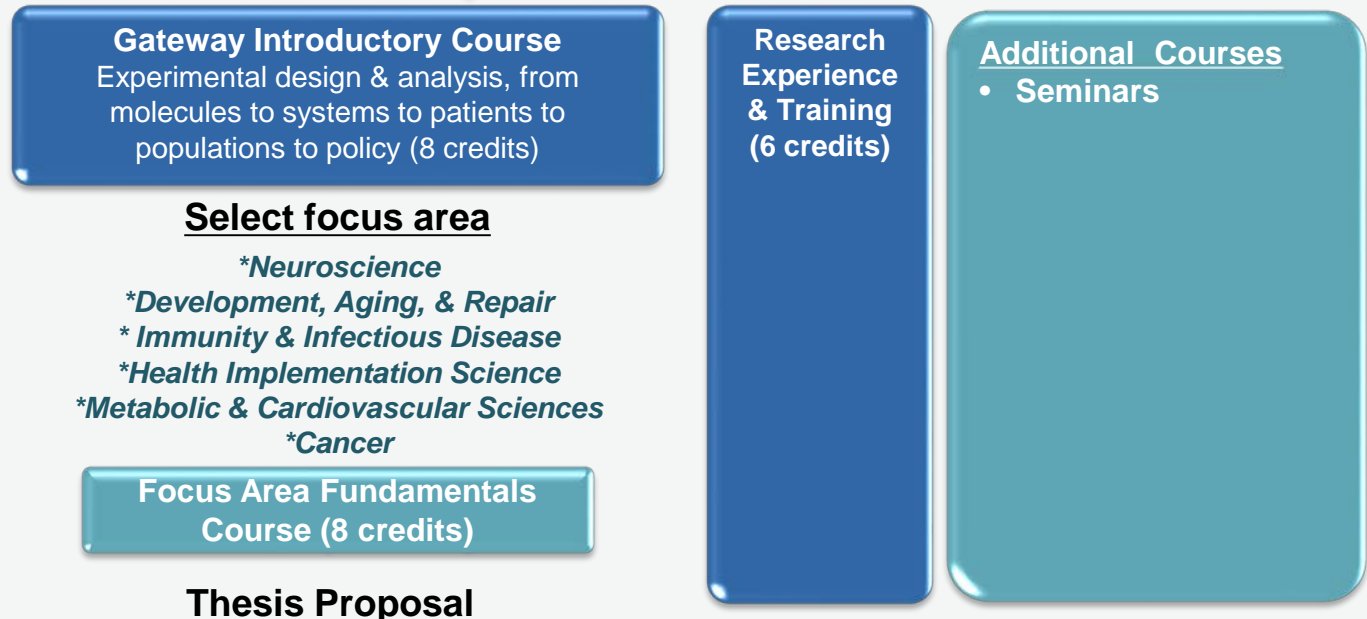 Gateway Introductory Course
Experimental design & analysis, from
molecules to systems to patients to
populations to policy (8 credits)
Select focus area
*Neuroscience
*Development, Aging, & Repair
* Immunity & Infectious Disease
*Health Implementation Science
*Metabolic & Cardiovascular Sciences
*Cancer
Focus Area Fundamentals
Course (8 credits)
Thesis Proposal
Research
Experience
& Training
(6 credits)
Additional Courses
• Seminars